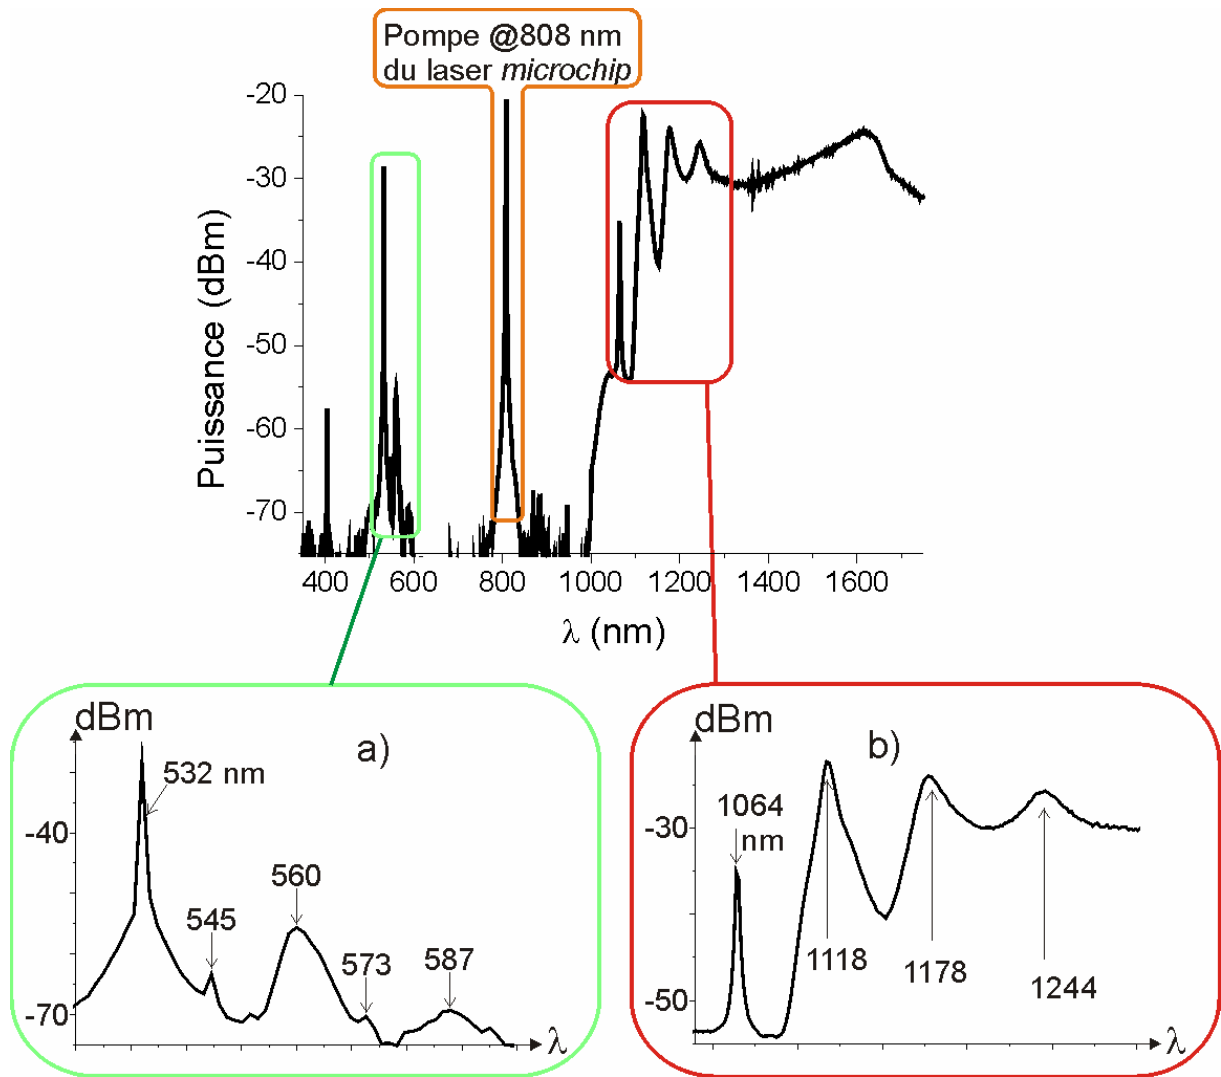 Pompe @808 nm
du laser microchip
-20
-30
-40
-50
-60
-70
Puissance (dBm)
400 600 800 1000 1200 1400 1600
λ (nm)
dBm
a)
532 nm
-40
560
545
573
587
-70
λ
dBm
b)
1064
nm
-30
1118
1178
1244
-50
λ